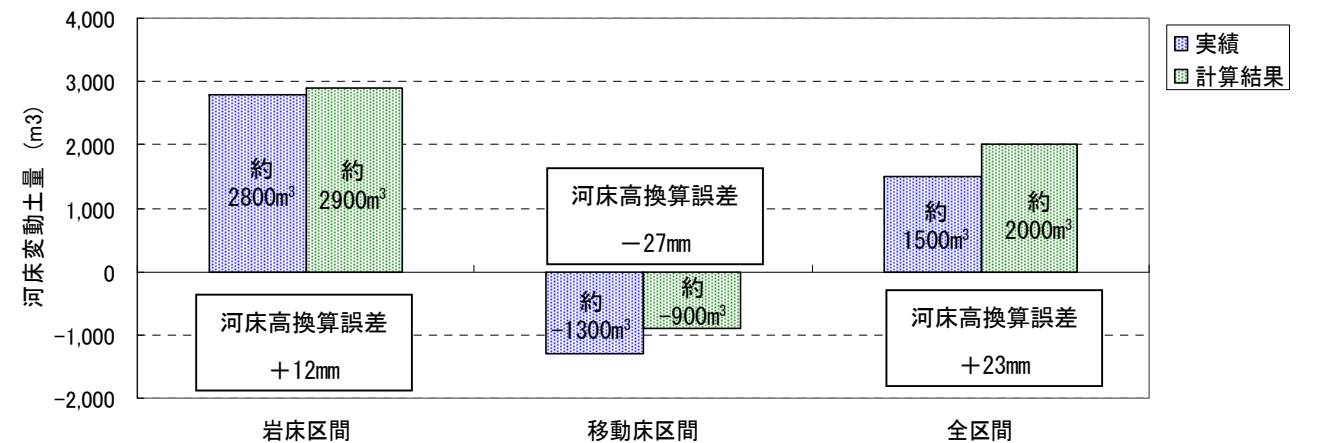 4,000
3,000
2,000
1,000
0
-1,000
-2,000
河床変動土量 (m3)
実績
計算結果
約
2800m³
約
2900m³
河床高換算誤差
+12mm
河床高換算誤差
-27mm
約
-1300m³
約
-900m³
約
1500m³
約
2000m³
河床高換算誤差
+23mm
岩床区間
移動床区間
全区間